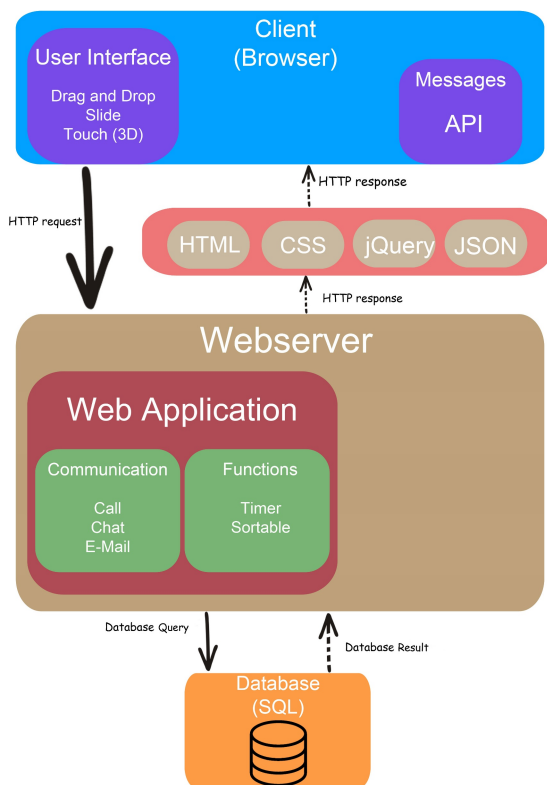 Client
(Browser)
User Interface
Drag and Drop
Slide
Touch (3D)
Messages
API
HTTP request
HTTP response
HTML
CSS
jQuery
JSON
HTTP response
Webserver
Web Application
Communication
Call
Chat
E-Mail
Functions
Timer
Sortable
Database Query
Database Result
Database
(SQL)